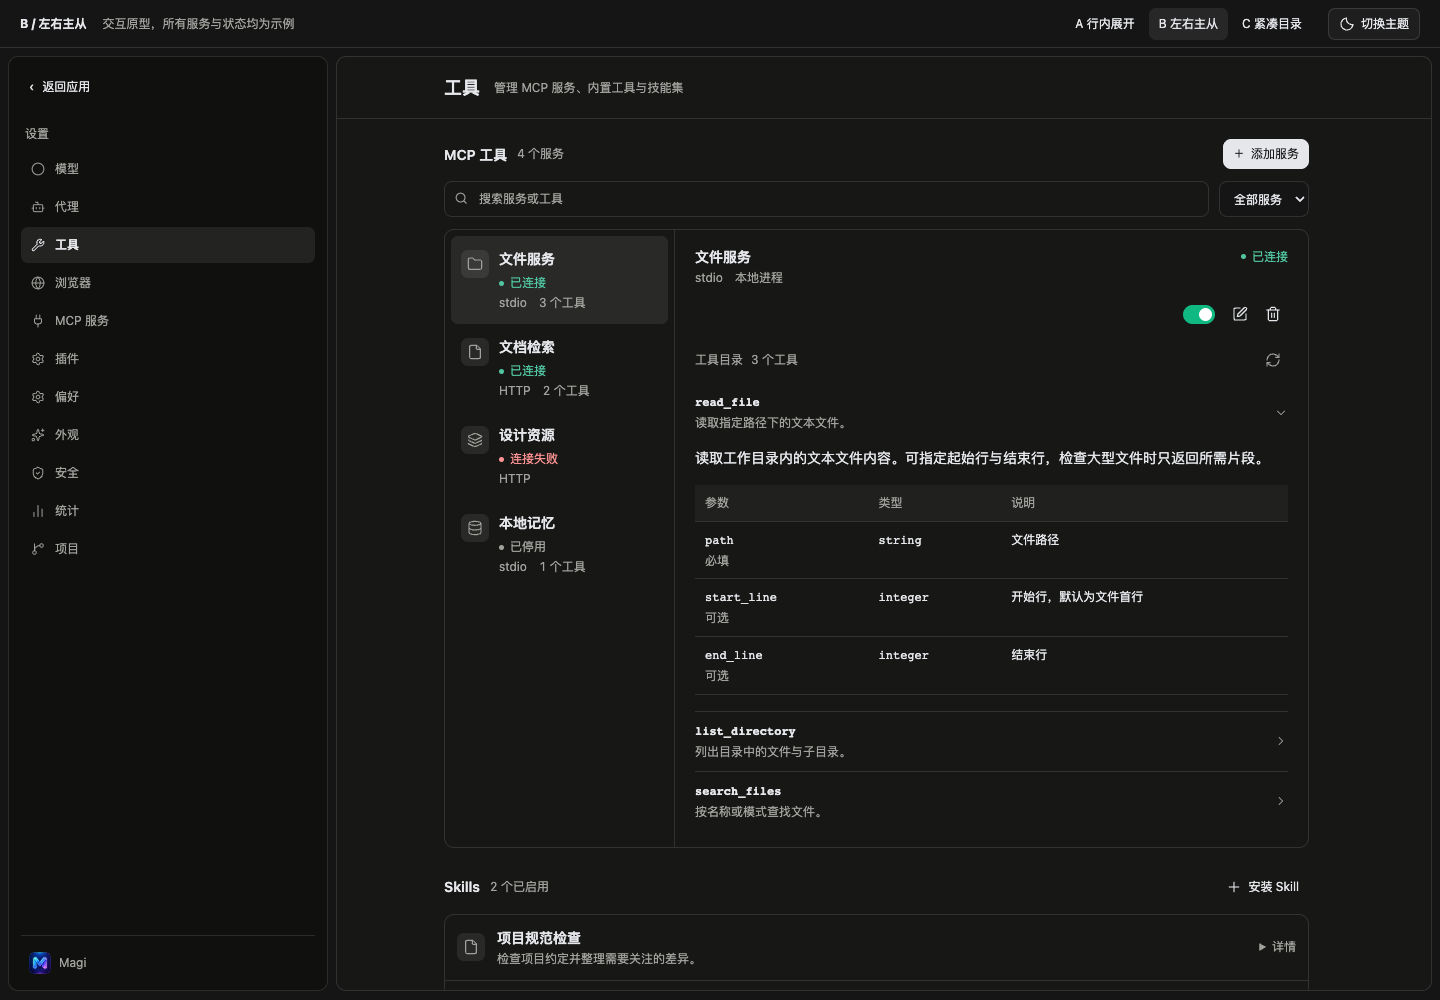 B / 左右主从 交互原型，所有服务与状态均为示例
A 行内展开 B 左右主从 C 紧凑目录 切换主题
返回应用
设置
模型
代理
工具
浏览器
MCP 服务
插件
偏好
外观
安全
统计
项目
Magi
工具 管理 MCP 服务、内置工具与技能集
MCP 工具 4 个服务
添加服务
搜索服务或工具
全部服务
文件服务
已连接
stdio 3 个工具
文档检索
已连接
HTTP 2 个工具
设计资源
连接失败
HTTP
本地记忆
已停用
stdio 1 个工具
文件服务
已连接
stdio 本地进程
工具目录 3 个工具
read_file
读取指定路径下的文本文件。
读取工作目录内的文本文件内容。可指定起始行与结束行，检查大型文件时只返回所需片段。
参数 类型 说明
path string 文件路径
必填
start_line integer 开始行，默认为文件首行
可选
end_line integer 结束行
可选
list_directory
列出目录中的文件与子目录。
search_files
按名称或模式查找文件。
Skills 2 个已启用
安装 Skill
项目规范检查
检查项目约定并整理需要关注的差异。
详情